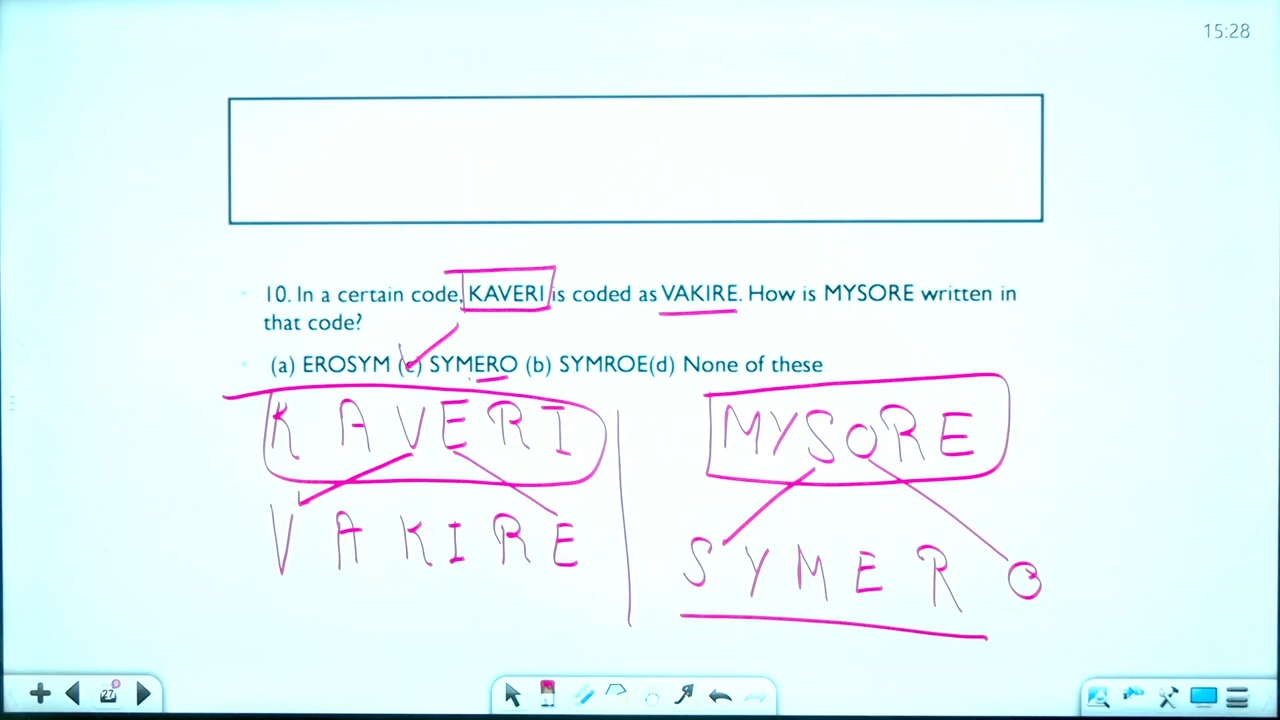 15:28
10. In a certain code, KAVERI is coded as VAKIRE. How is MYSORE written in
that code?
(a) EROSYM (c) SYMERO (b) SYMROE(d) None of these
KAVERI
MYSORE
VAKIRE
SYMERO
27